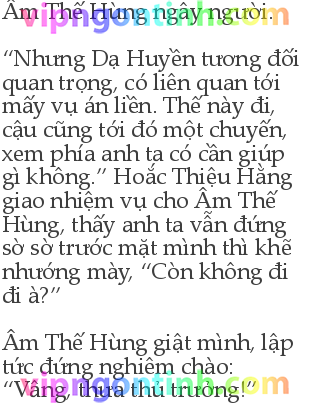 Âm Thế Hùng ngây người.
vipngontinh.com
“Nhưng Dạ Huyền tương đối
quan trọng, có liên quan tới
mấy vụ án liền. Thế này đi,
cậu cũng tới đó một chuyến,
xem phía anh ta có cần giúp
gì không.” Hoắc Thiệu Hằng
giao nhiệm vụ cho Âm Thế
Hùng, thấy anh ta vẫn đứng
sờ sờ trước mặt mình thì khẽ
nhướng mày, “Còn không đi
đi à?”
Âm Thế Hùng giật mình, lập
tức đứng nghiêm chào:
“Vâng, thưa thủ trưởng!”
vipngontinh.com